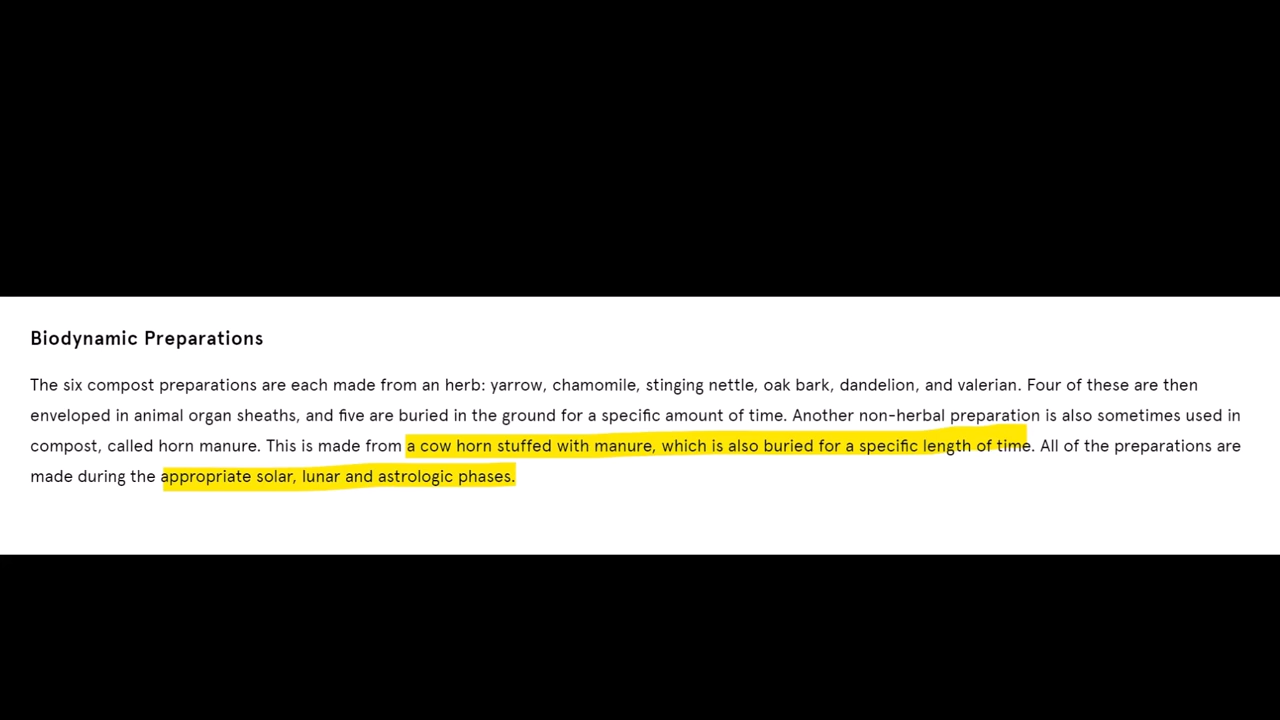 Biodynamic Preparations
The six compost preparations are each made from an herb: yarrow, chamomile, stinging nettle, oak bark, dandelion, and valerian. Four of these are then
enveloped in animal organ sheaths, and five are buried in the ground for a specific amount of time. Another non-herbal preparation is also sometimes used in
compost, called horn manure. This is made from a cow horn stuffed with manure, which is also buried for a specific length of time. All of the preparations are
made during the appropriate solar, lunar and astrologic phases.